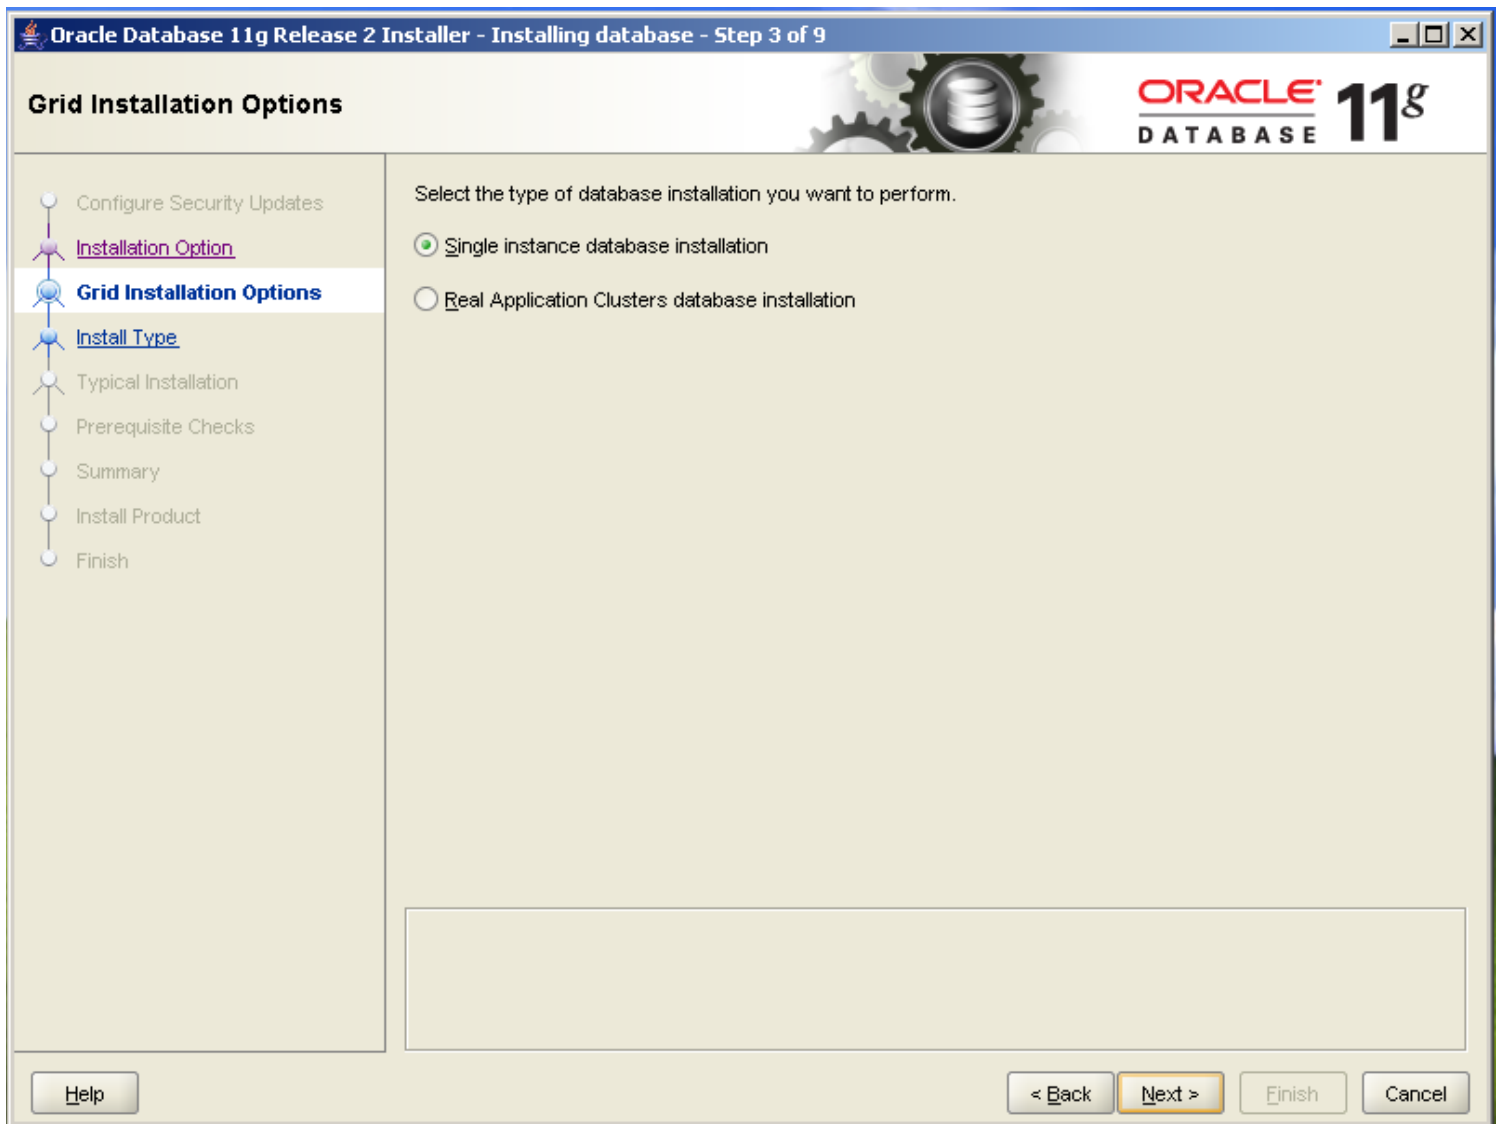 Oracle Database 11g Release 2 Installer - Installing database - Step 3 of 9
Grid Installation Options
ORACLE
DATABASE
11g
Configure Security Updates
Installation Option
Grid Installation Options
Install Type
Typical Installation
Prerequisite Checks
Summary
Install Product
Finish
Select the type of database installation you want to perform.
Single instance database installation
Real Application Clusters database installation
Help
< Back
Next >
Finish
Cancel